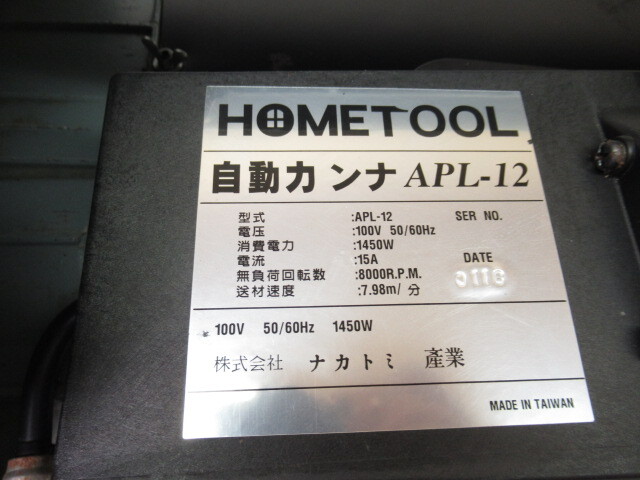 HOMETOOL
自動カンナ APL-12
型式 :APL-12 SER NO.
電圧 :100V 50/60Hz
消費電力 :1450W
電流 :15A DATE
無負荷回転数 :8000R.P.M. 0110
送材速度 :7.98m/分
100V 50/60Hz 1450W
株式会社 ナカトミ 產業
MADE IN TAIWAN